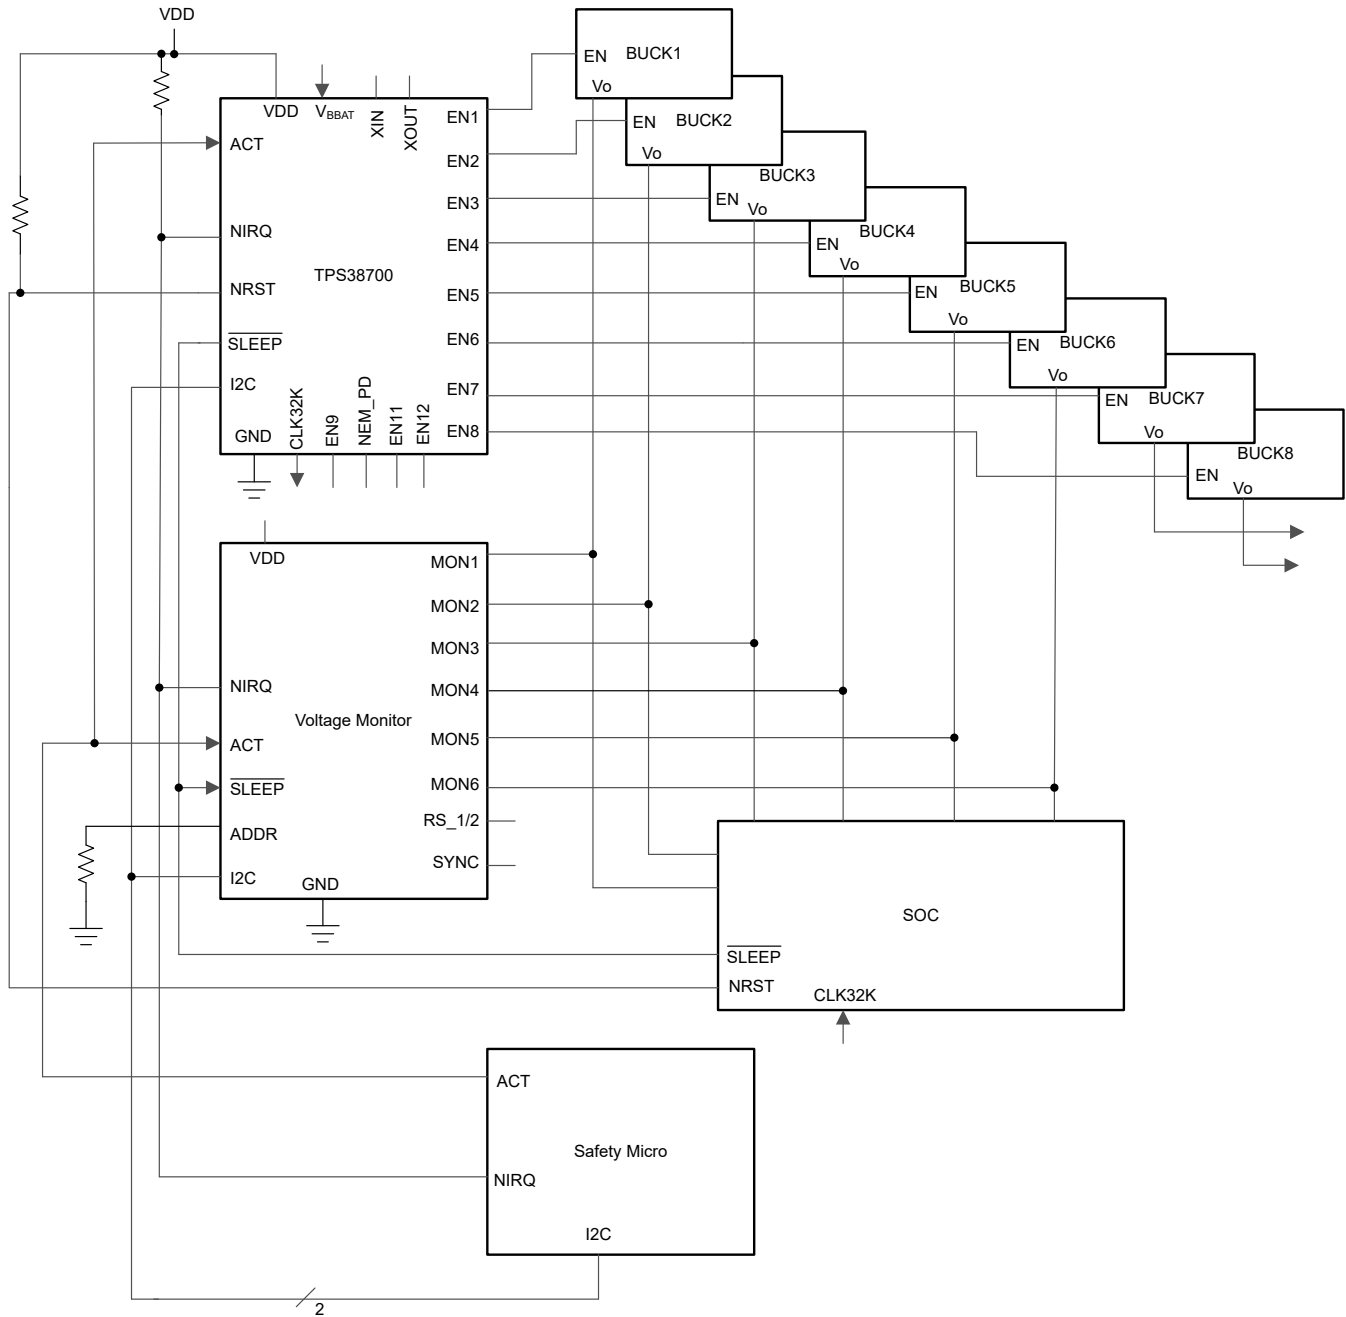 VDD
VDD
VBBAT
XIN
XOUT
ACT
NIRQ
NRST
SLEEP
I2C
GND
CLK32K
EN9
NEM_PD
EN11
EN12
TPS38700
EN1
EN2
EN3
EN4
EN5
EN6
EN7
EN8
EN
BUCK1
Vo
EN
BUCK2
Vo
BUCK3
EN
Vo
BUCK4
EN
Vo
BUCK5
EN
Vo
BUCK6
EN
Vo
BUCK7
EN
Vo
BUCK8
EN
Vo
VDD
NIRQ
Voltage Monitor
ACT
SLEEP
ADDR
I2C
GND
MON1
MON2
MON3
MON4
MON5
MON6
RS_1/2
SYNC
SOC
SLEEP
NRST
CLK32K
ACT
Safety Micro
NIRQ
I2C
2